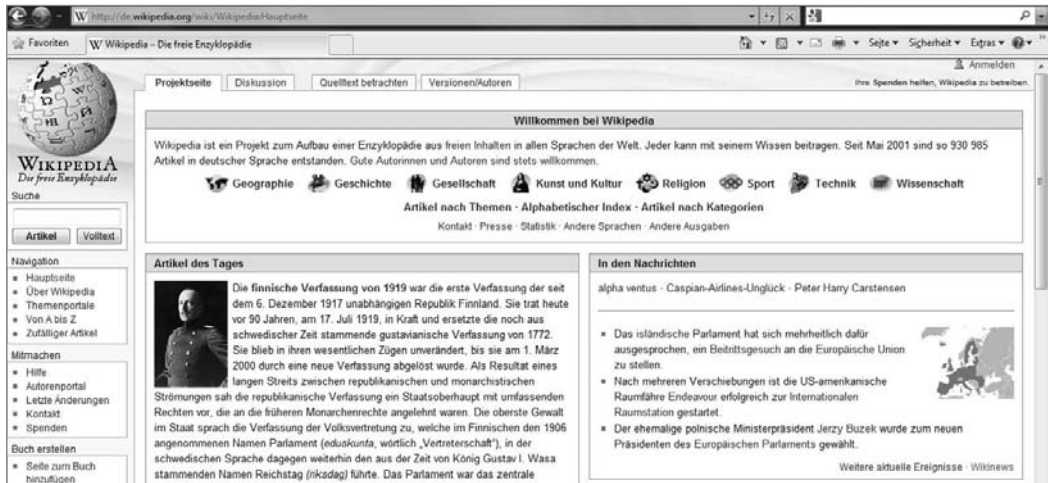 http://de.wikipedia.org/wiki/Wikipedia:Hauptseite
Favoriten
Wikipedia – Die freie Enzyklopädie
Seite
Sicherheit
Extras
Anmelden
Projektseite
Diskussion
Quelltext betrachten
Versionen/Autoren
Ihre Spenden helfen, Wikipedia zu betreiben.
WIKIPEDIA
Die freie Enzyklopädie
Suche
Artikel
Volltext
Navigation
Hauptseite
Über Wikipedia
Themenportale
Von A bis Z
Zufälliger Artikel
Mitmachen
Hilfe
Autorenportal
Letzte Änderungen
Kontakt
Spenden
Buch erstellen
Seite zum Buch
hinzufügen
Willkommen bei Wikipedia
Wikipedia ist ein Projekt zum Aufbau einer Enzyklopädie aus freien Inhalten in allen Sprachen der Welt. Jeder kann mit seinem Wissen beitragen. Seit Mai 2001 sind so 930 985
Artikel in deutscher Sprache entstanden. Gute Autorinnen und Autoren sind stets willkommen.
Geographie Geschichte Gesellschaft Kunst und Kultur Religion Sport Technik Wissenschaft
Artikel nach Themen · Alphabetischer Index · Artikel nach Kategorien
Kontakt · Presse · Statistik · Andere Sprachen · Andere Ausgaben
Artikel des Tages
Die finnische Verfassung von 1919 war die erste Verfassung der seit
dem 6. Dezember 1917 unabhängigen Republik Finnland. Sie trat heute
vor 90 Jahren, am 17. Juli 1919, in Kraft und ersetzte die noch aus
schwedischer Zeit stammende gustavianische Verfassung von 1772.
Sie blieb in ihren wesentlichen Zügen unverändert, bis sie am 1. März
2000 durch eine neue Verfassung abgelöst wurde. Als Resultat eines
langen Streits zwischen republikanischen und monarchistischen
Strömungen sah die republikanische Verfassung ein Staatsoberhaupt mit umfassenden
Rechten vor, die an die früheren Monarchenrechte angelehnt waren. Die oberste Gewalt
im Staat sprach die Verfassung der Volksvertretung zu, welche im Finnischen den 1906
angenommenen Namen Parlament (eduskunta, wörtlich „Vertreterschaft“), in der
schwedischen Sprache dagegen weiterhin den aus der Zeit von König Gustav I. Wasa
stammenden Namen Reichstag (riksdag) führte. Das Parlament war das zentrale
In den Nachrichten
alpha ventus · Caspian-Airlines-Unglück · Peter Harry Carstensen
Das isländische Parlament hat sich mehrheitlich dafür
ausgesprochen, ein Beitrittsgesuch an die Europäische Union
zu stellen.
Nach mehreren Verschiebungen ist die US-amerikanische
Raumfähre Endeavour erfolgreich zur Internationalen
Raumstation gestartet.
Der ehemalige polnische Ministerpräsident Jerzy Buzek wurde zum neuen
Präsidenten des Europäischen Parlaments gewählt.
Weitere aktuelle Ereignisse · Wikinews